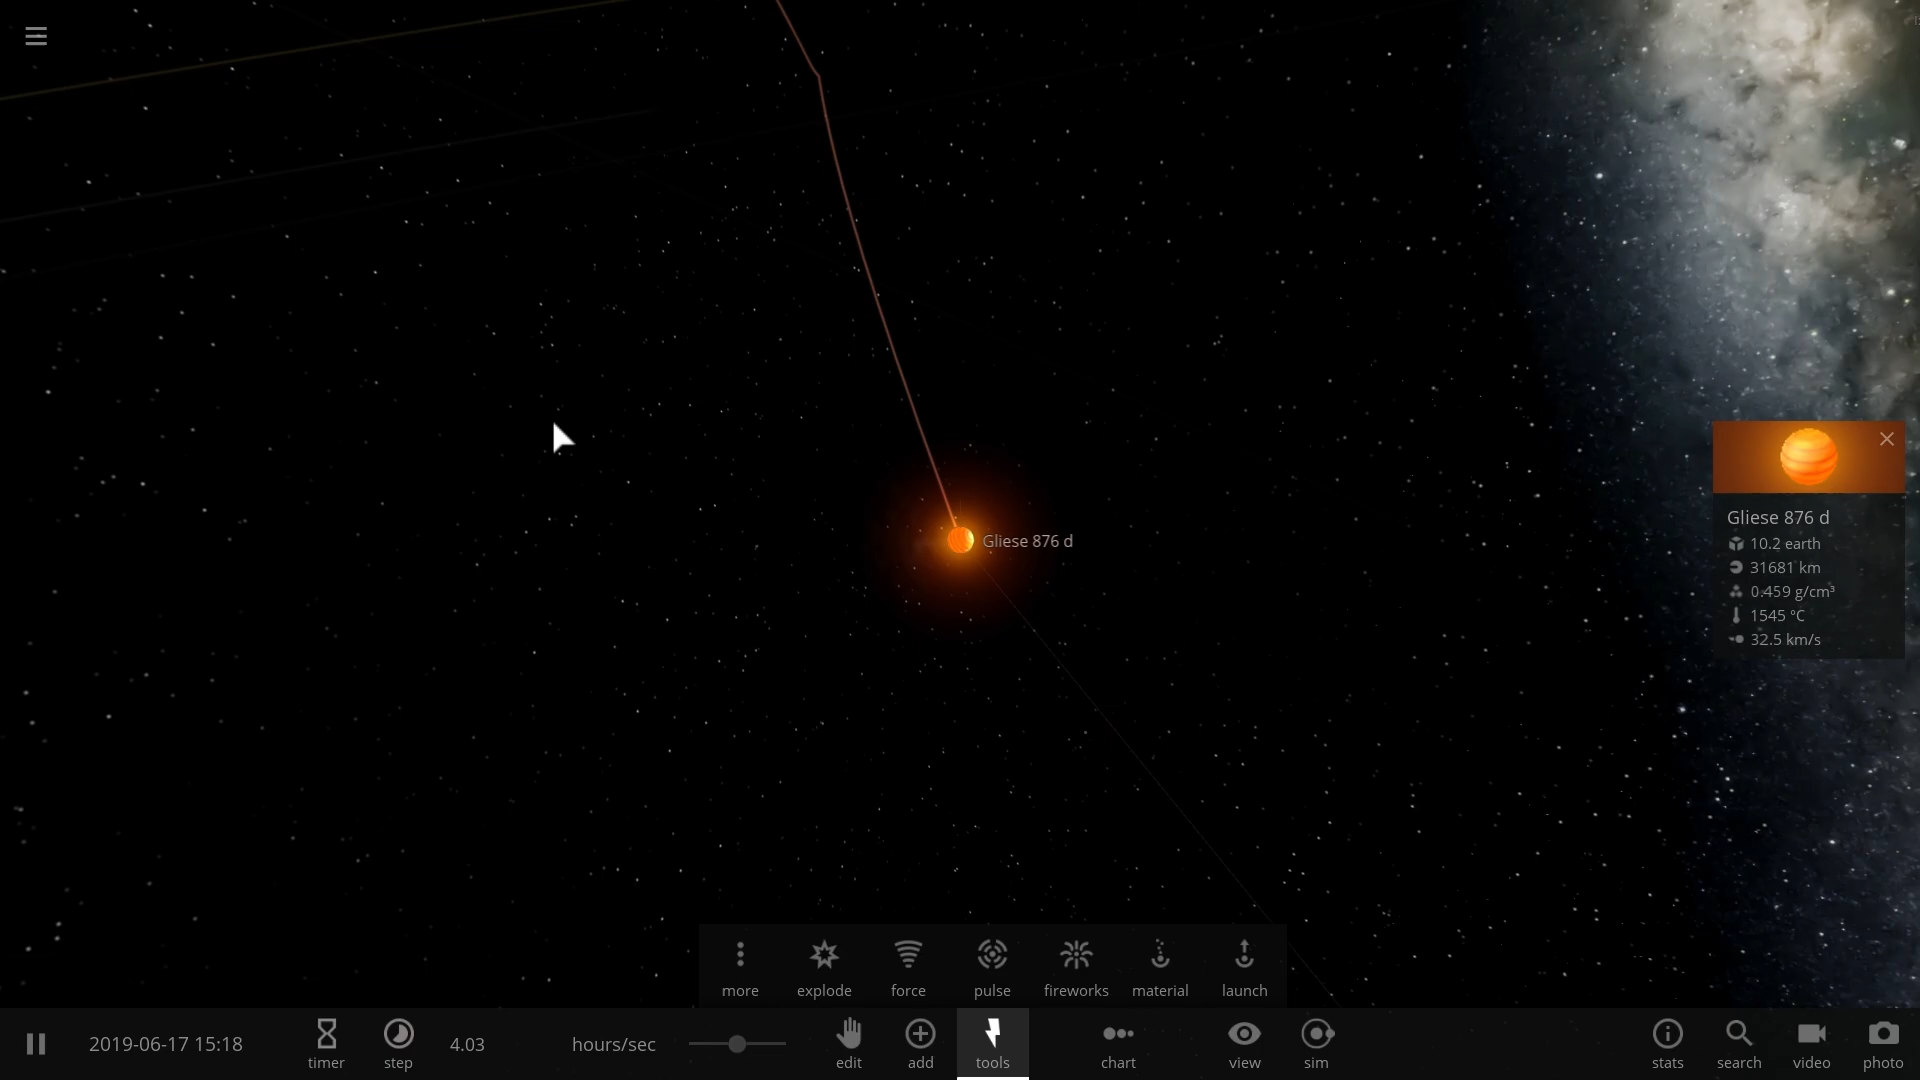 Gliese 876 d
Gliese 876 d
10.2 earth
31681 km
0.459 g/cm³
1545 °C
32.5 km/s
more
explode
force
pulse
fireworks
material
launch
2019-06-17 15:18
timer
step
4.03
hours/sec
edit
add
tools
chart
view
sim
stats
search
video
photo